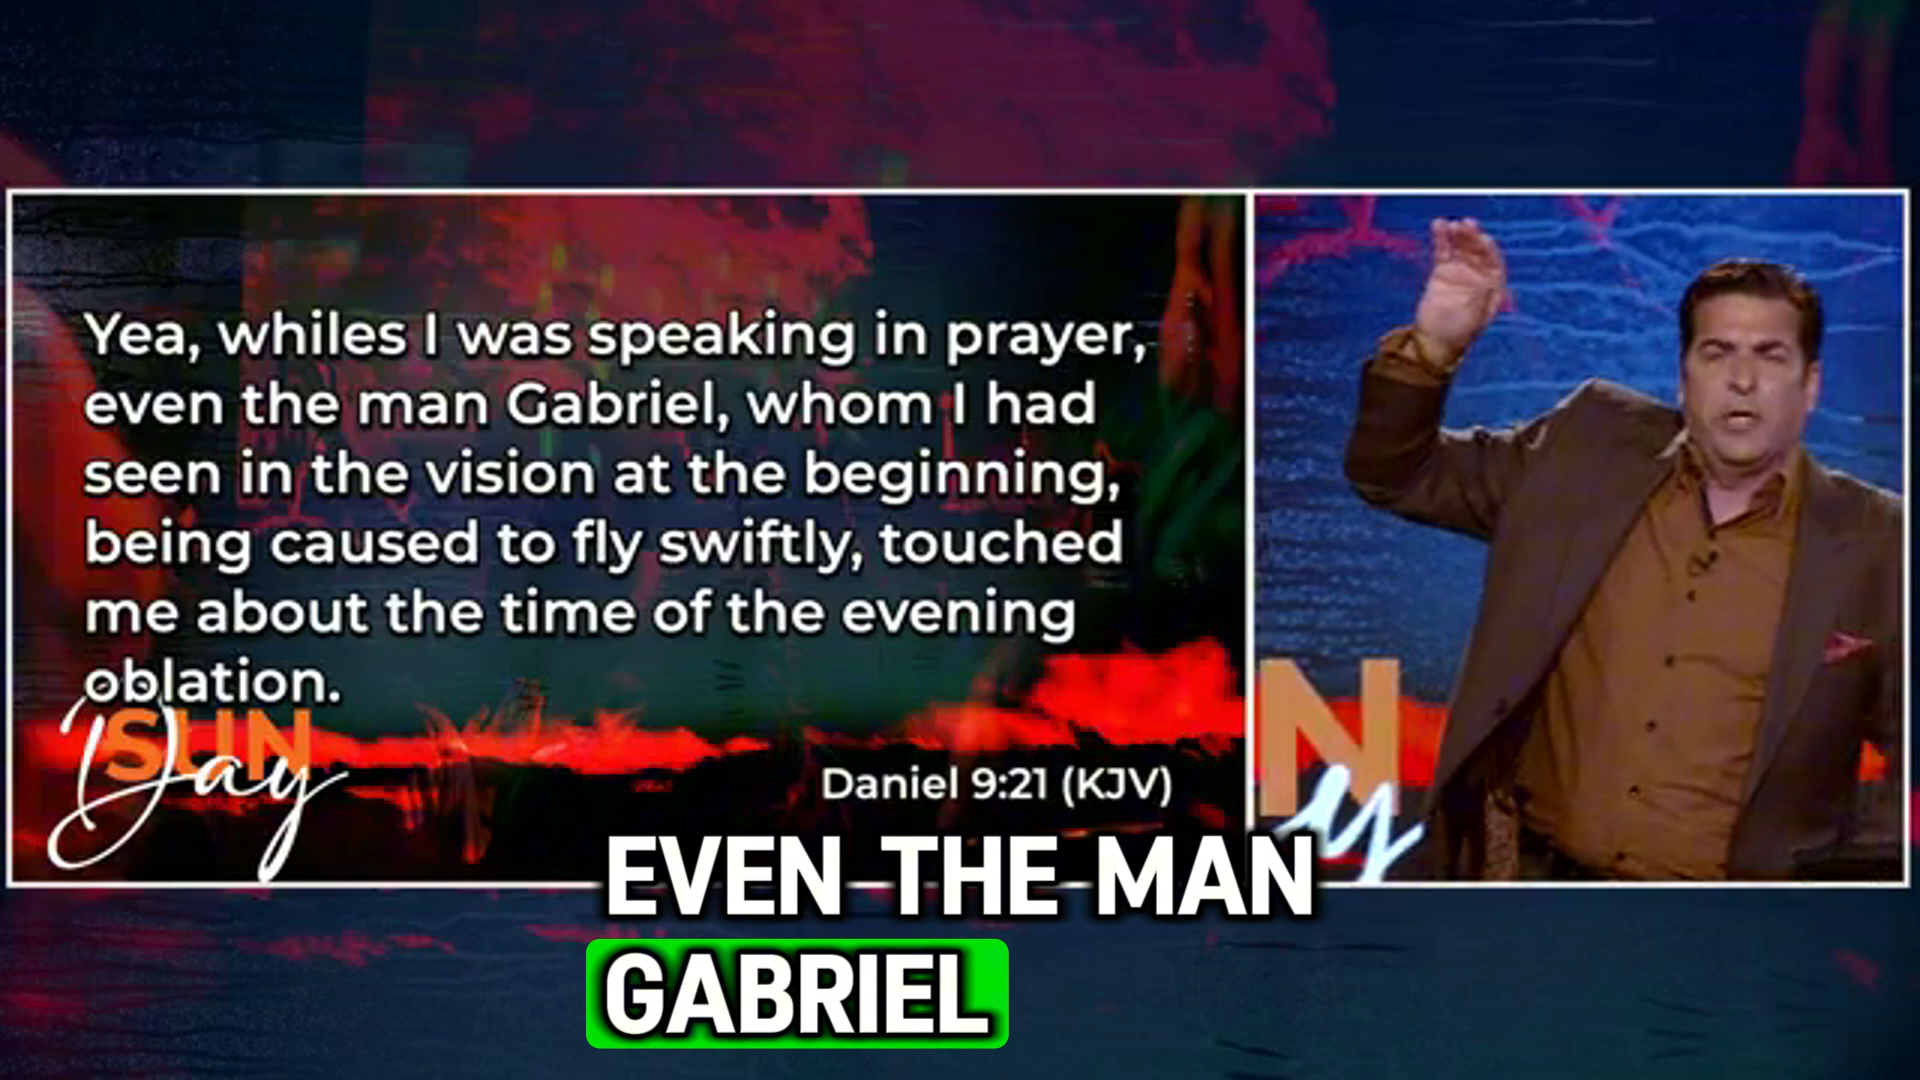 Yea, whiles I was speaking in prayer,
even the man Gabriel, whom I had
seen in the vision at the beginning,
being caused to fly swiftly, touched
me about the time of the evening
oblation.
SUN
Day
Daniel 9:21 (KJV)
N
ay
EVEN THE MAN
GABRIEL